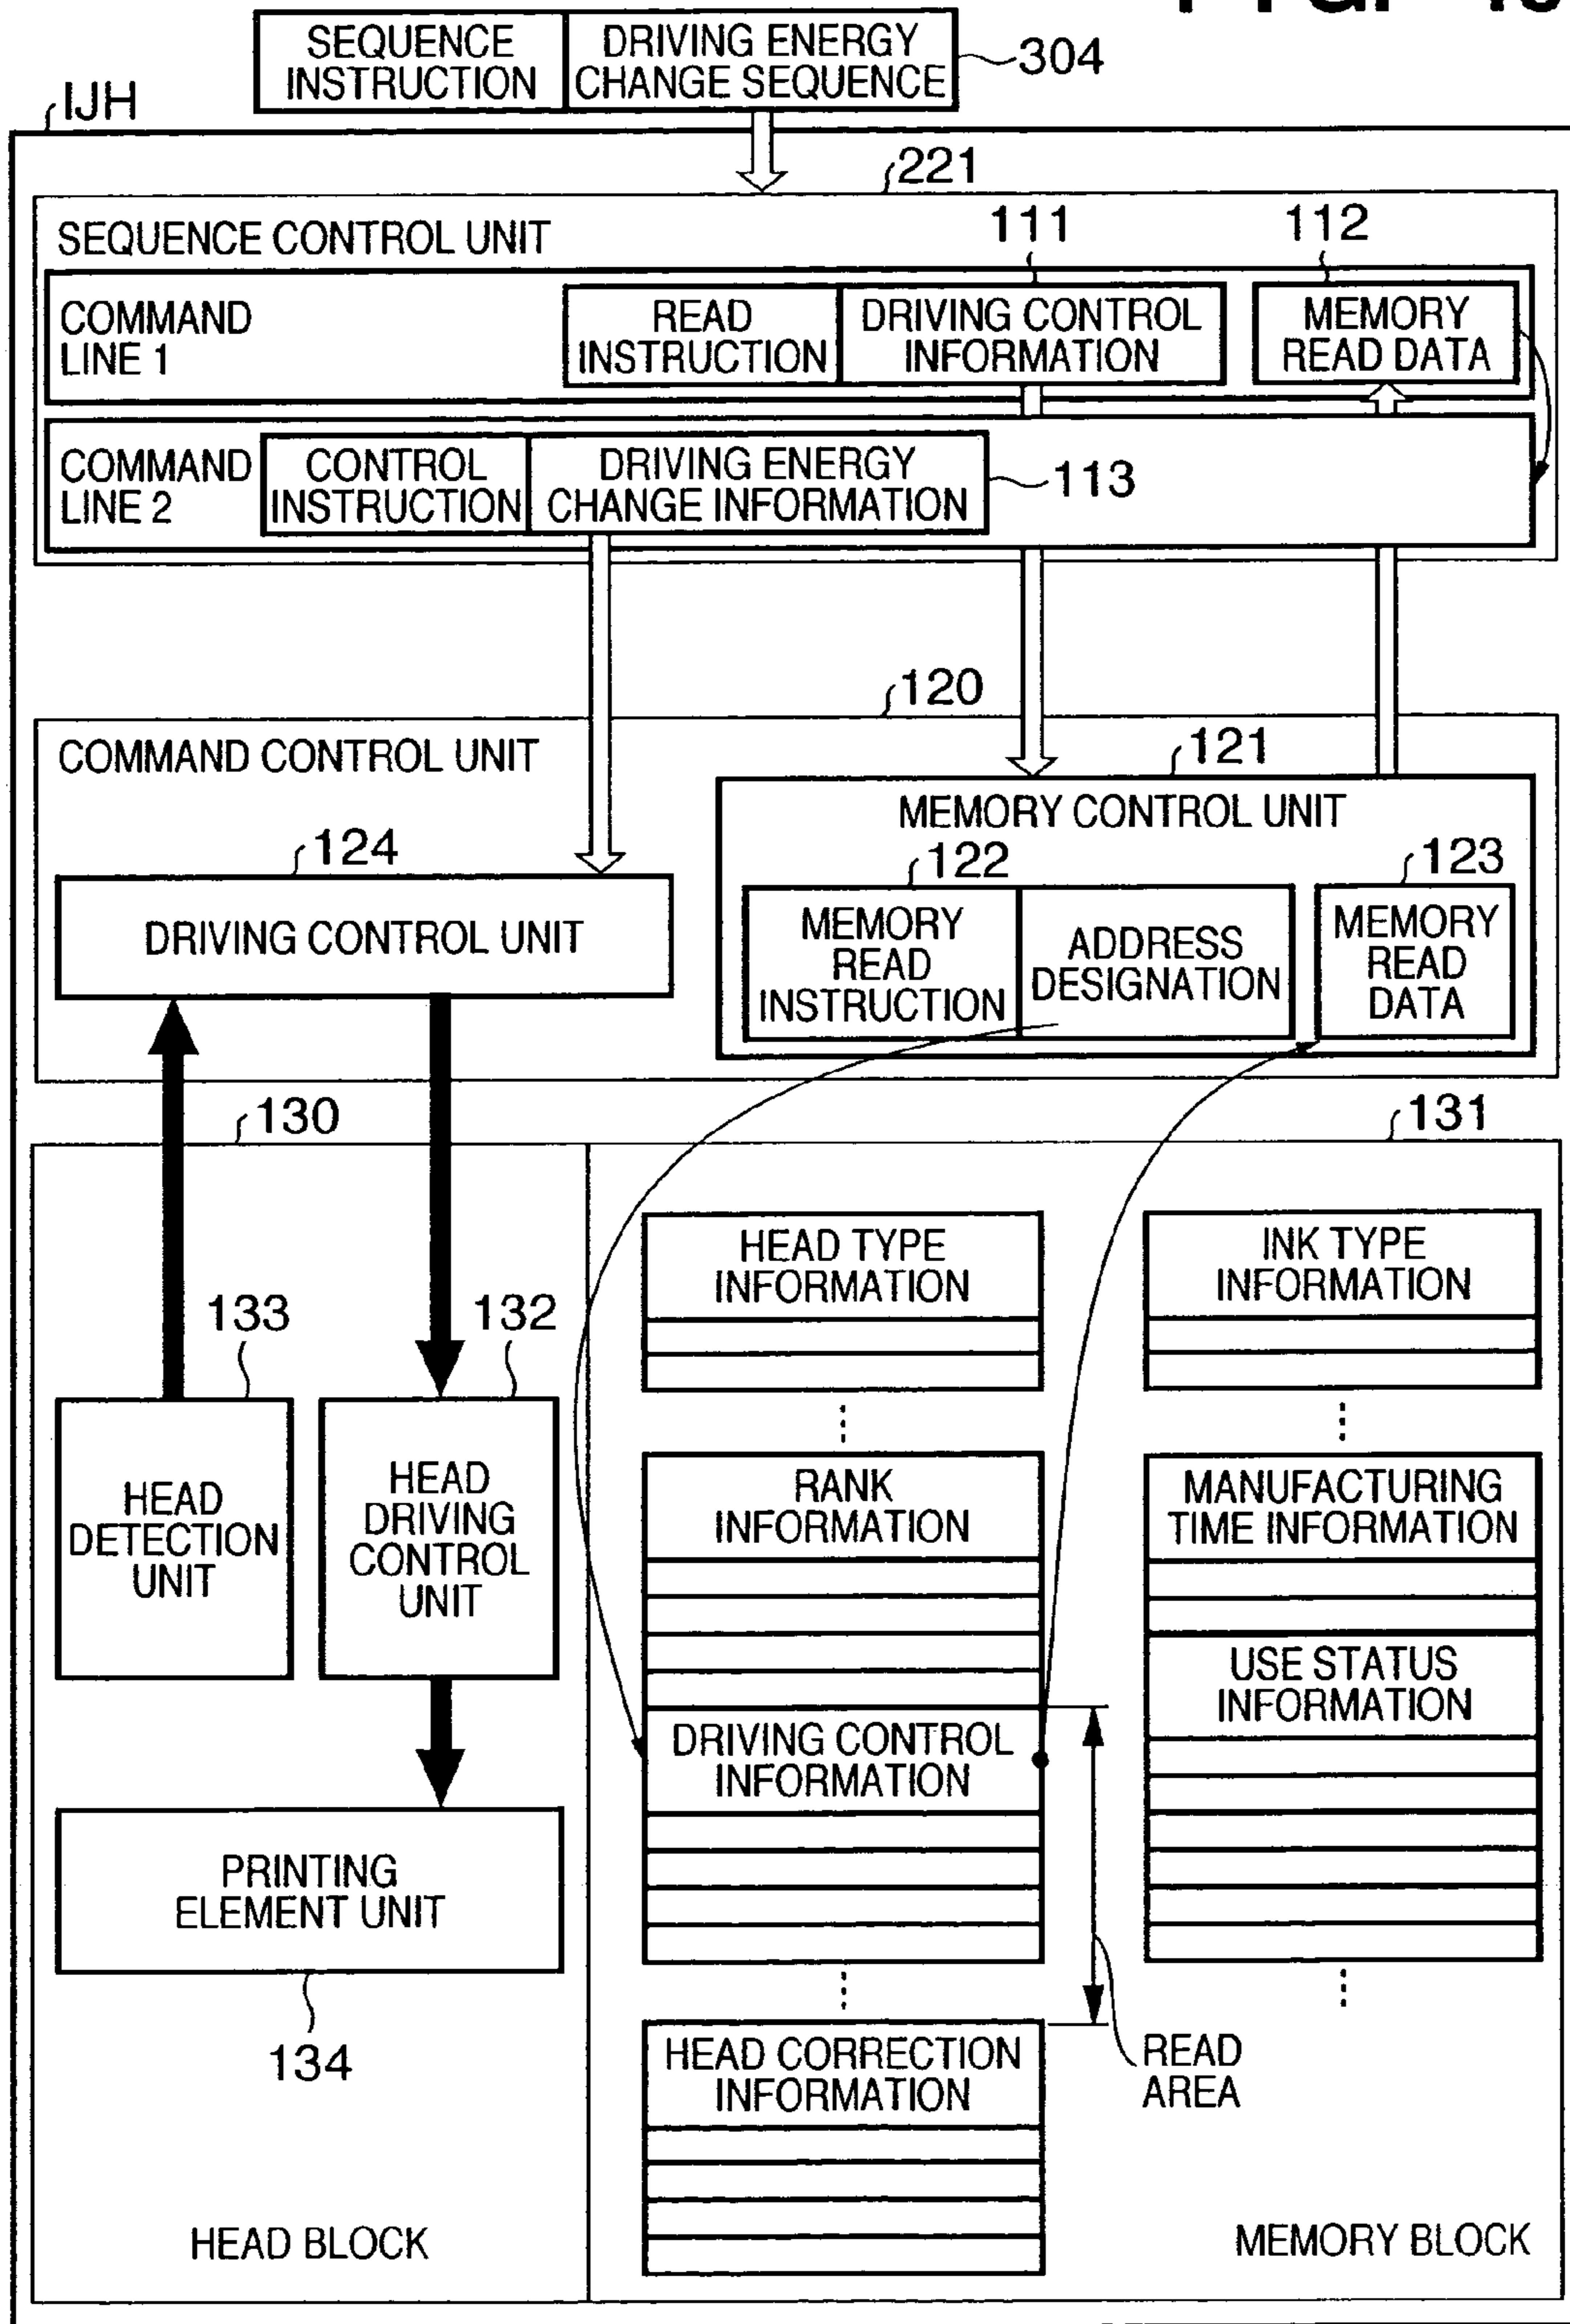 SEQUENCE
INSTRUCTION
DRIVING ENERGY
CHANGE SEQUENCE
304
IJH
221
SEQUENCE CONTROL UNIT
111
112
COMMAND
LINE 1
READ
INSTRUCTION
DRIVING CONTROL
INFORMATION
MEMORY
READ DATA
COMMAND
LINE 2
CONTROL
INSTRUCTION
DRIVING ENERGY
CHANGE INFORMATION
113
120
COMMAND CONTROL UNIT
121
MEMORY CONTROL UNIT
124
122
123
DRIVING CONTROL UNIT
MEMORY
READ
INSTRUCTION
ADDRESS
DESIGNATION
MEMORY
READ
DATA
130
131
HEAD TYPE
INFORMATION
INK TYPE
INFORMATION
133
132
HEAD
DETECTION
UNIT
HEAD
DRIVING
CONTROL
UNIT
RANK
INFORMATION
MANUFACTURING
TIME INFORMATION
USE STATUS
INFORMATION
DRIVING CONTROL
INFORMATION
PRINTING
ELEMENT UNIT
134
HEAD CORRECTION
INFORMATION
READ
AREA
HEAD BLOCK
MEMORY BLOCK